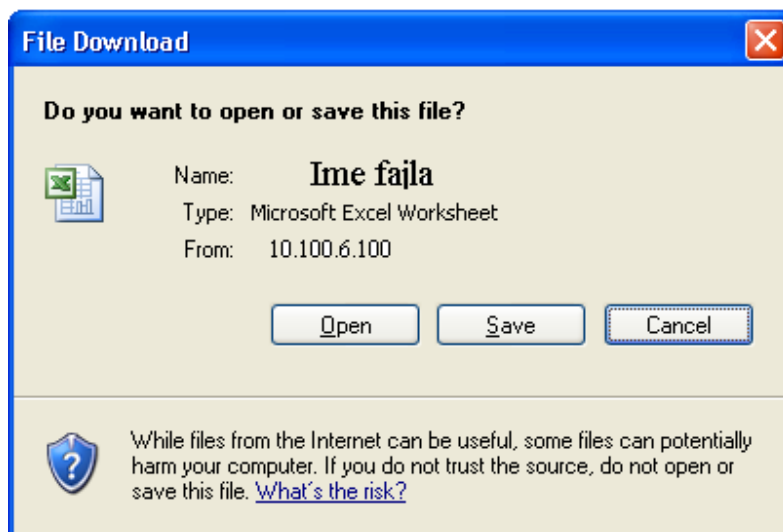 File Download
Do you want to open or save this file?
Name: Ime fajla
Type: Microsoft Excel Worksheet
From: 10.100.6.100
Open Save Cancel
While files from the Internet can be useful, some files can potentially
harm your computer. If you do not trust the source, do not open or
save this file. What's the risk?